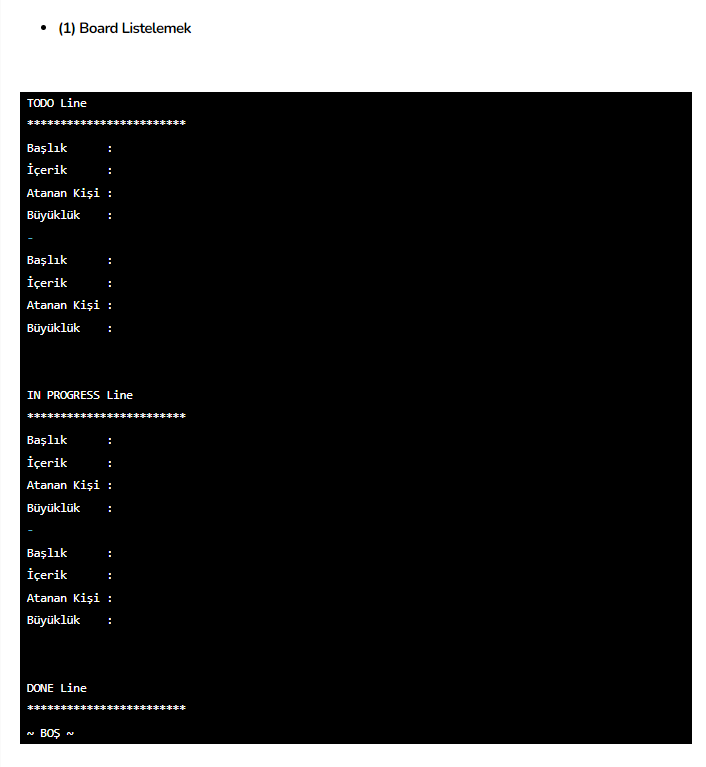 • (1) Board Listelemek
TODO Line
************************
Başlık      :
İçerik      :
Atanan Kişi :
Büyüklük    :
-
Başlık      :
İçerik      :
Atanan Kişi :
Büyüklük    :
IN PROGRESS Line
************************
Başlık      :
İçerik      :
Atanan Kişi :
Büyüklük    :
-
Başlık      :
İçerik      :
Atanan Kişi :
Büyüklük    :
DONE Line
************************
~ BOŞ ~